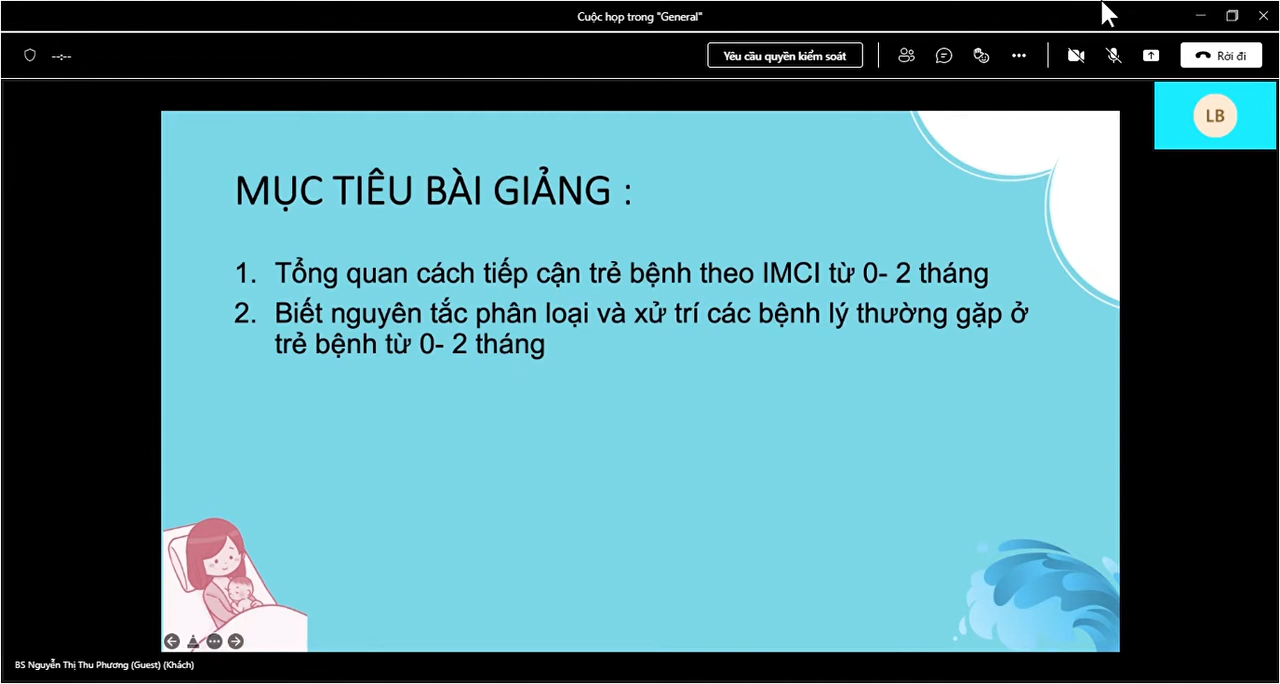 Cuộc họp trong "General"
--:--
Yêu cầu quyền kiểm soát
Rời đi
LB
MỤC TIÊU BÀI GIẢNG :
1. Tổng quan cách tiếp cận trẻ bệnh theo IMCI từ 0- 2 tháng
2. Biết nguyên tắc phân loại và xử trí các bệnh lý thường gặp ở
trẻ bệnh từ 0- 2 tháng
BS Nguyễn Thị Thu Phương (Guest) (Khách)